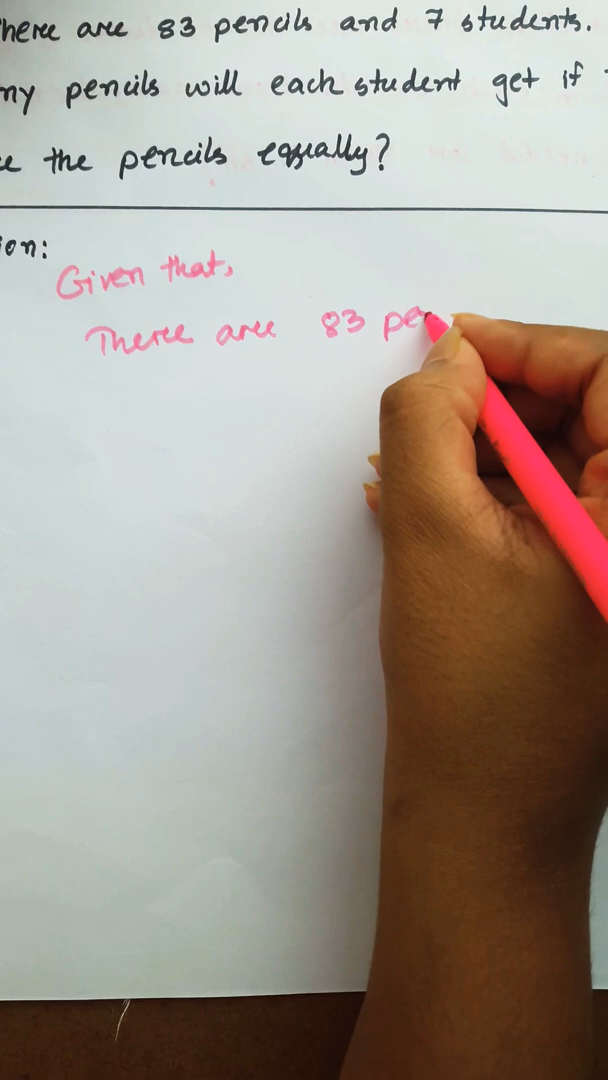 here are 83 pencils and 7 students.
ny pencils will each student get if
e the pencils equally?
ion:
Given that,
There are 83 pe